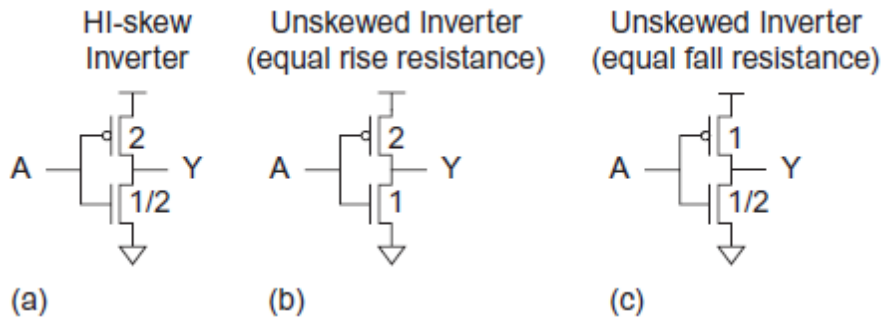 HI-skew
Inverter
Unskewed Inverter
(equal rise resistance)
Unskewed Inverter
(equal fall resistance)
A
2
1/2
Y
A
2
1
Y
A
1
1/2
Y
(a)
(b)
(c)